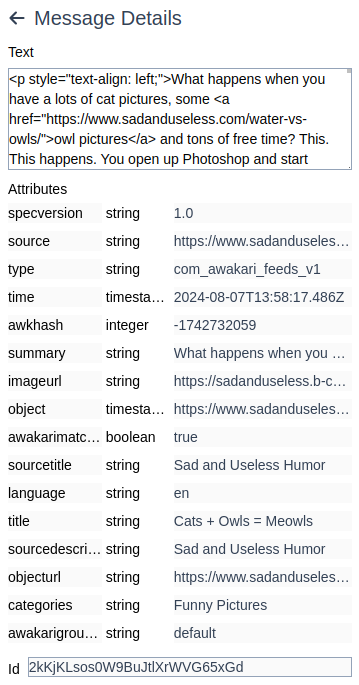 ← Message Details
Text
<p style="text-align: left;">What happens when you
have a lots of cat pictures, some <a
href="https://www.sadanduseless.com/water-vs-
owls/">owl pictures</a> and tons of free time? This.
This happens. You open up Photoshop and start
Attributes
specversion string 1.0
source string https://www.sadanduseles…
type string com_awakari_feeds_v1
time timesta… 2024-08-07T13:58:17.486Z
awkhash integer -1742732059
summary string What happens when you …
imageurl string https://sadanduseless.b-c…
object timesta… https://www.sadanduseles…
awakarimatc… boolean true
sourcetitle string Sad and Useless Humor
language string en
title string Cats + Owls = Meowls
sourcedescri… string Sad and Useless Humor
objecturl string https://www.sadanduseles…
categories string Funny Pictures
awakarigrou… string default
Id 2kKjKLsos0W9BuJtlXrWVG65xGd